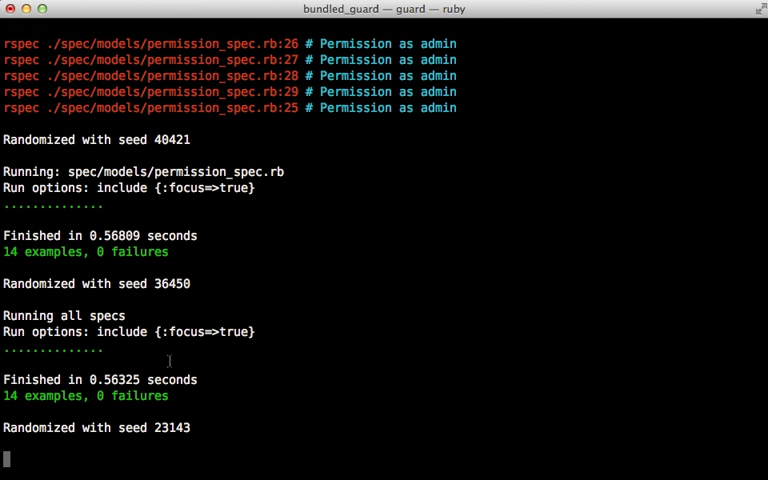 bundled_guard — guard — ruby
rspec ./spec/models/permission_spec.rb:26 # Permission as admin
rspec ./spec/models/permission_spec.rb:27 # Permission as admin
rspec ./spec/models/permission_spec.rb:28 # Permission as admin
rspec ./spec/models/permission_spec.rb:29 # Permission as admin
rspec ./spec/models/permission_spec.rb:25 # Permission as admin
Randomized with seed 40421
Running: spec/models/permission_spec.rb
Run options: include {:focus=>true}
..............
Finished in 0.56809 seconds
14 examples, 0 failures
Randomized with seed 36450
Running all specs
Run options: include {:focus=>true}
..............
Finished in 0.56325 seconds
14 examples, 0 failures
Randomized with seed 23143